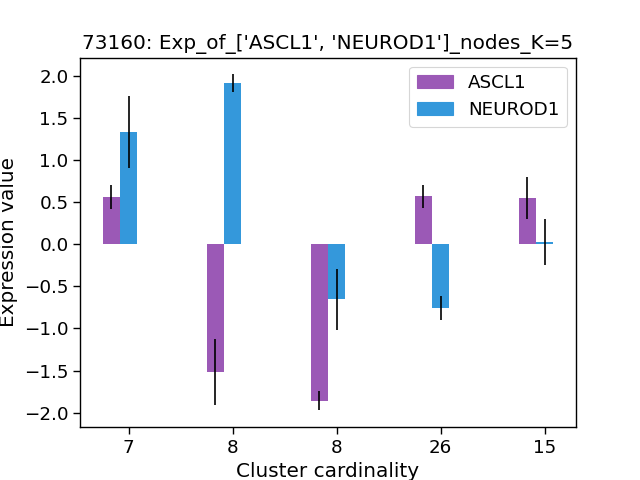 73160: Exp_of_['ASCL1', 'NEUROD1']_nodes_K=5
ASCL1
NEUROD1
Expression value
2.0
1.5
1.0
0.5
0.0
−0.5
−1.0
−1.5
−2.0
7 8 8 26 15
Cluster cardinality